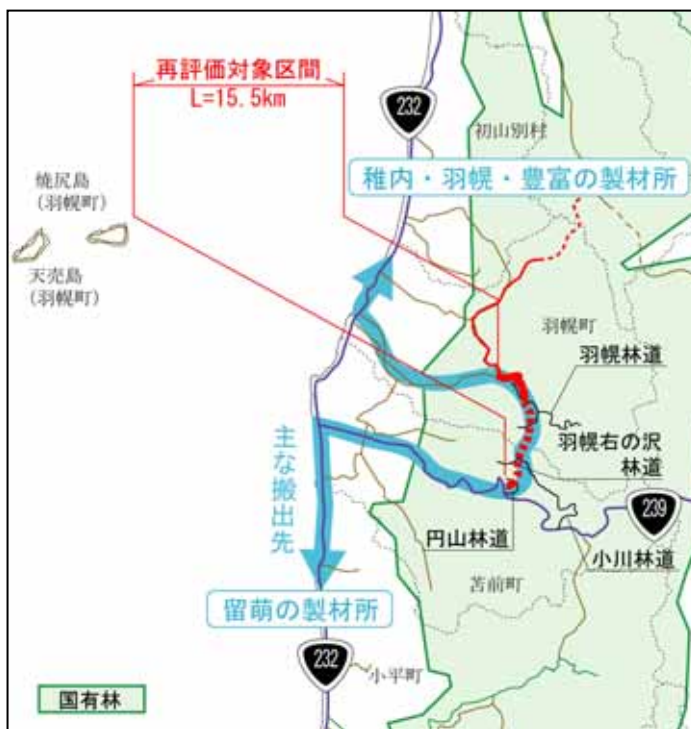 再評価対象区間
L=15.5km
232
初山別村
稚内・羽幌・豊富の製材所
焼尻島
(羽幌町)
天売島
(羽幌町)
羽幌町
羽幌林道
羽幌右の沢
林道
主な搬出先
239
円山林道
小川林道
苫前町
留萌の製材所
232
小平町
国有林